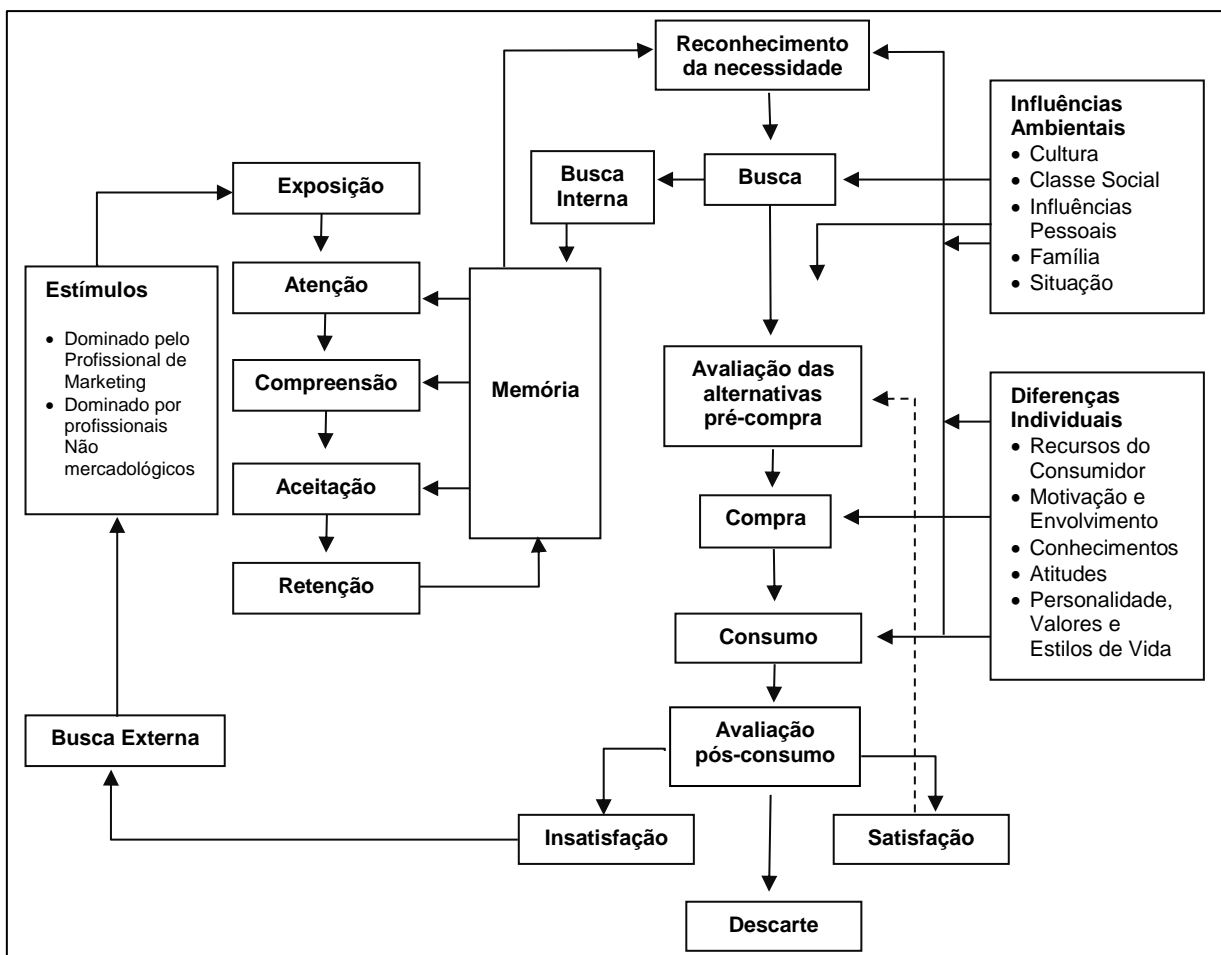 Reconhecimento
da necessidade
Influências
Ambientais
• Cultura
• Classe Social
• Influências
Pessoais
• Família
• Situação
Busca
Interna
Busca
Exposição
Estímulos
• Dominado pelo
Profissional de
Marketing
• Dominado por
profissionais
Não
mercadológicos
Atenção
Compreensão
Aceitação
Retenção
Memória
Avaliação das
alternativas
pré-compra
Diferenças
Individuais
• Recursos do
Consumidor
• Motivação e
Envolvimento
• Conhecimentos
• Atitudes
• Personalidade,
Valores e
Estilos de Vida
Compra
Consumo
Busca Externa
Avaliação
pós-consumo
Insatisfação
Satisfação
Descarte